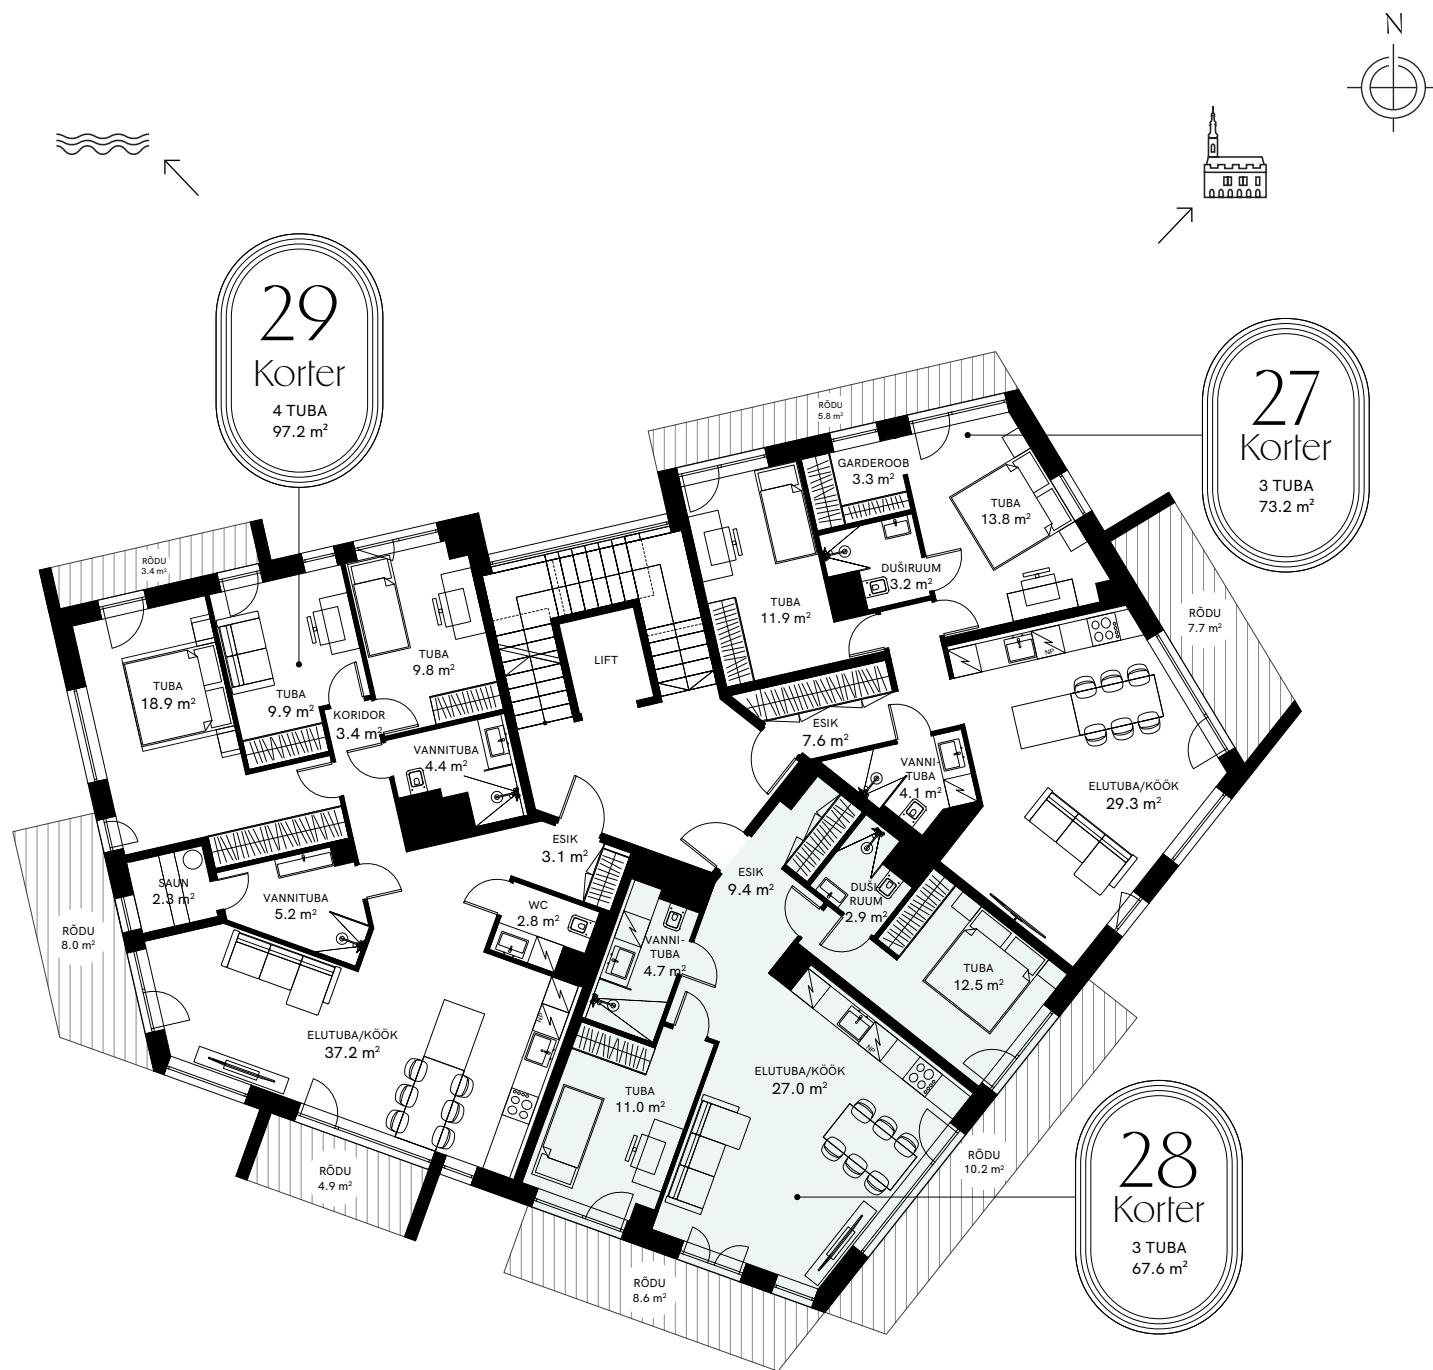 N
29
Korter
4 TUBA
97.2 m²
27
Korter
3 TUBA
73.2 m²
RÕDU
5.8 m²
GARDEROOB
3.3 m²
TUBA
13.8 m²
DUŠIRUUM
3.2 m²
TUBA
11.9 m²
RÕDU
7.7 m²
NP
RÕDU
3.4 m²
TUBA
9.8 m²
LIFT
TUBA
18.9 m²
TUBA
9.9 m²
KORIDOR
3.4 m²
VANNITUBA
4.4 m²
ESIK
7.6 m²
VANNI-
TUBA
4.1 m²
ELUTUBA/KÖÖK
29.3 m²
ESIK
3.1 m²
ESIK
9.4 m²
DUŠI-
RUUM
2.9 m²
SAUN
2.3 m²
VANNITUBA
5.2 m²
WC
2.8 m²
RÕDU
8.0 m²
VANNI-
TUBA
4.7 m²
TUBA
12.5 m²
NP
ELUTUBA/KÖÖK
37.2 m²
NP
ELUTUBA/KÖÖK
27.0 m²
TUBA
11.0 m²
RÕDU
4.9 m²
RÕDU
10.2 m²
RÕDU
8.6 m²
28
Korter
3 TUBA
67.6 m²